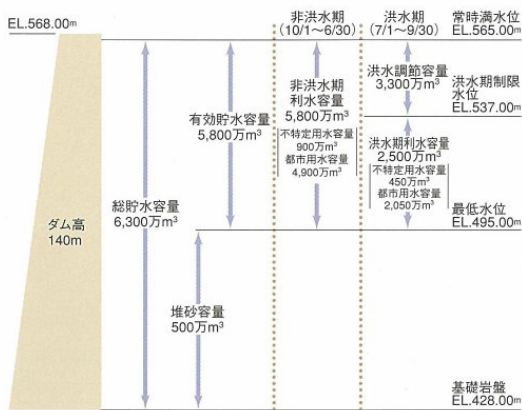 EL.568.00m
非洪水期
(10/1～6/30)
洪水期
(7/1～9/30)
常時満水位
EL.565.00m
非洪水期
利水容量
5,800万m³
不特定用水容量
900万m³
都市用水容量
4,900万m³
洪水調節容量
3,300万m³
洪水期制限
水位
EL.537.00m
有効貯水容量
5,800万m³
洪水期利水容量
2,500万m³
不特定用水容量
450万m³
都市用水容量
2,050万m³
最低水位
EL.495.00m
総貯水容量
6,300万m³
ダム高
140m
堆砂容量
500万m³
基礎岩盤
EL.428.00m